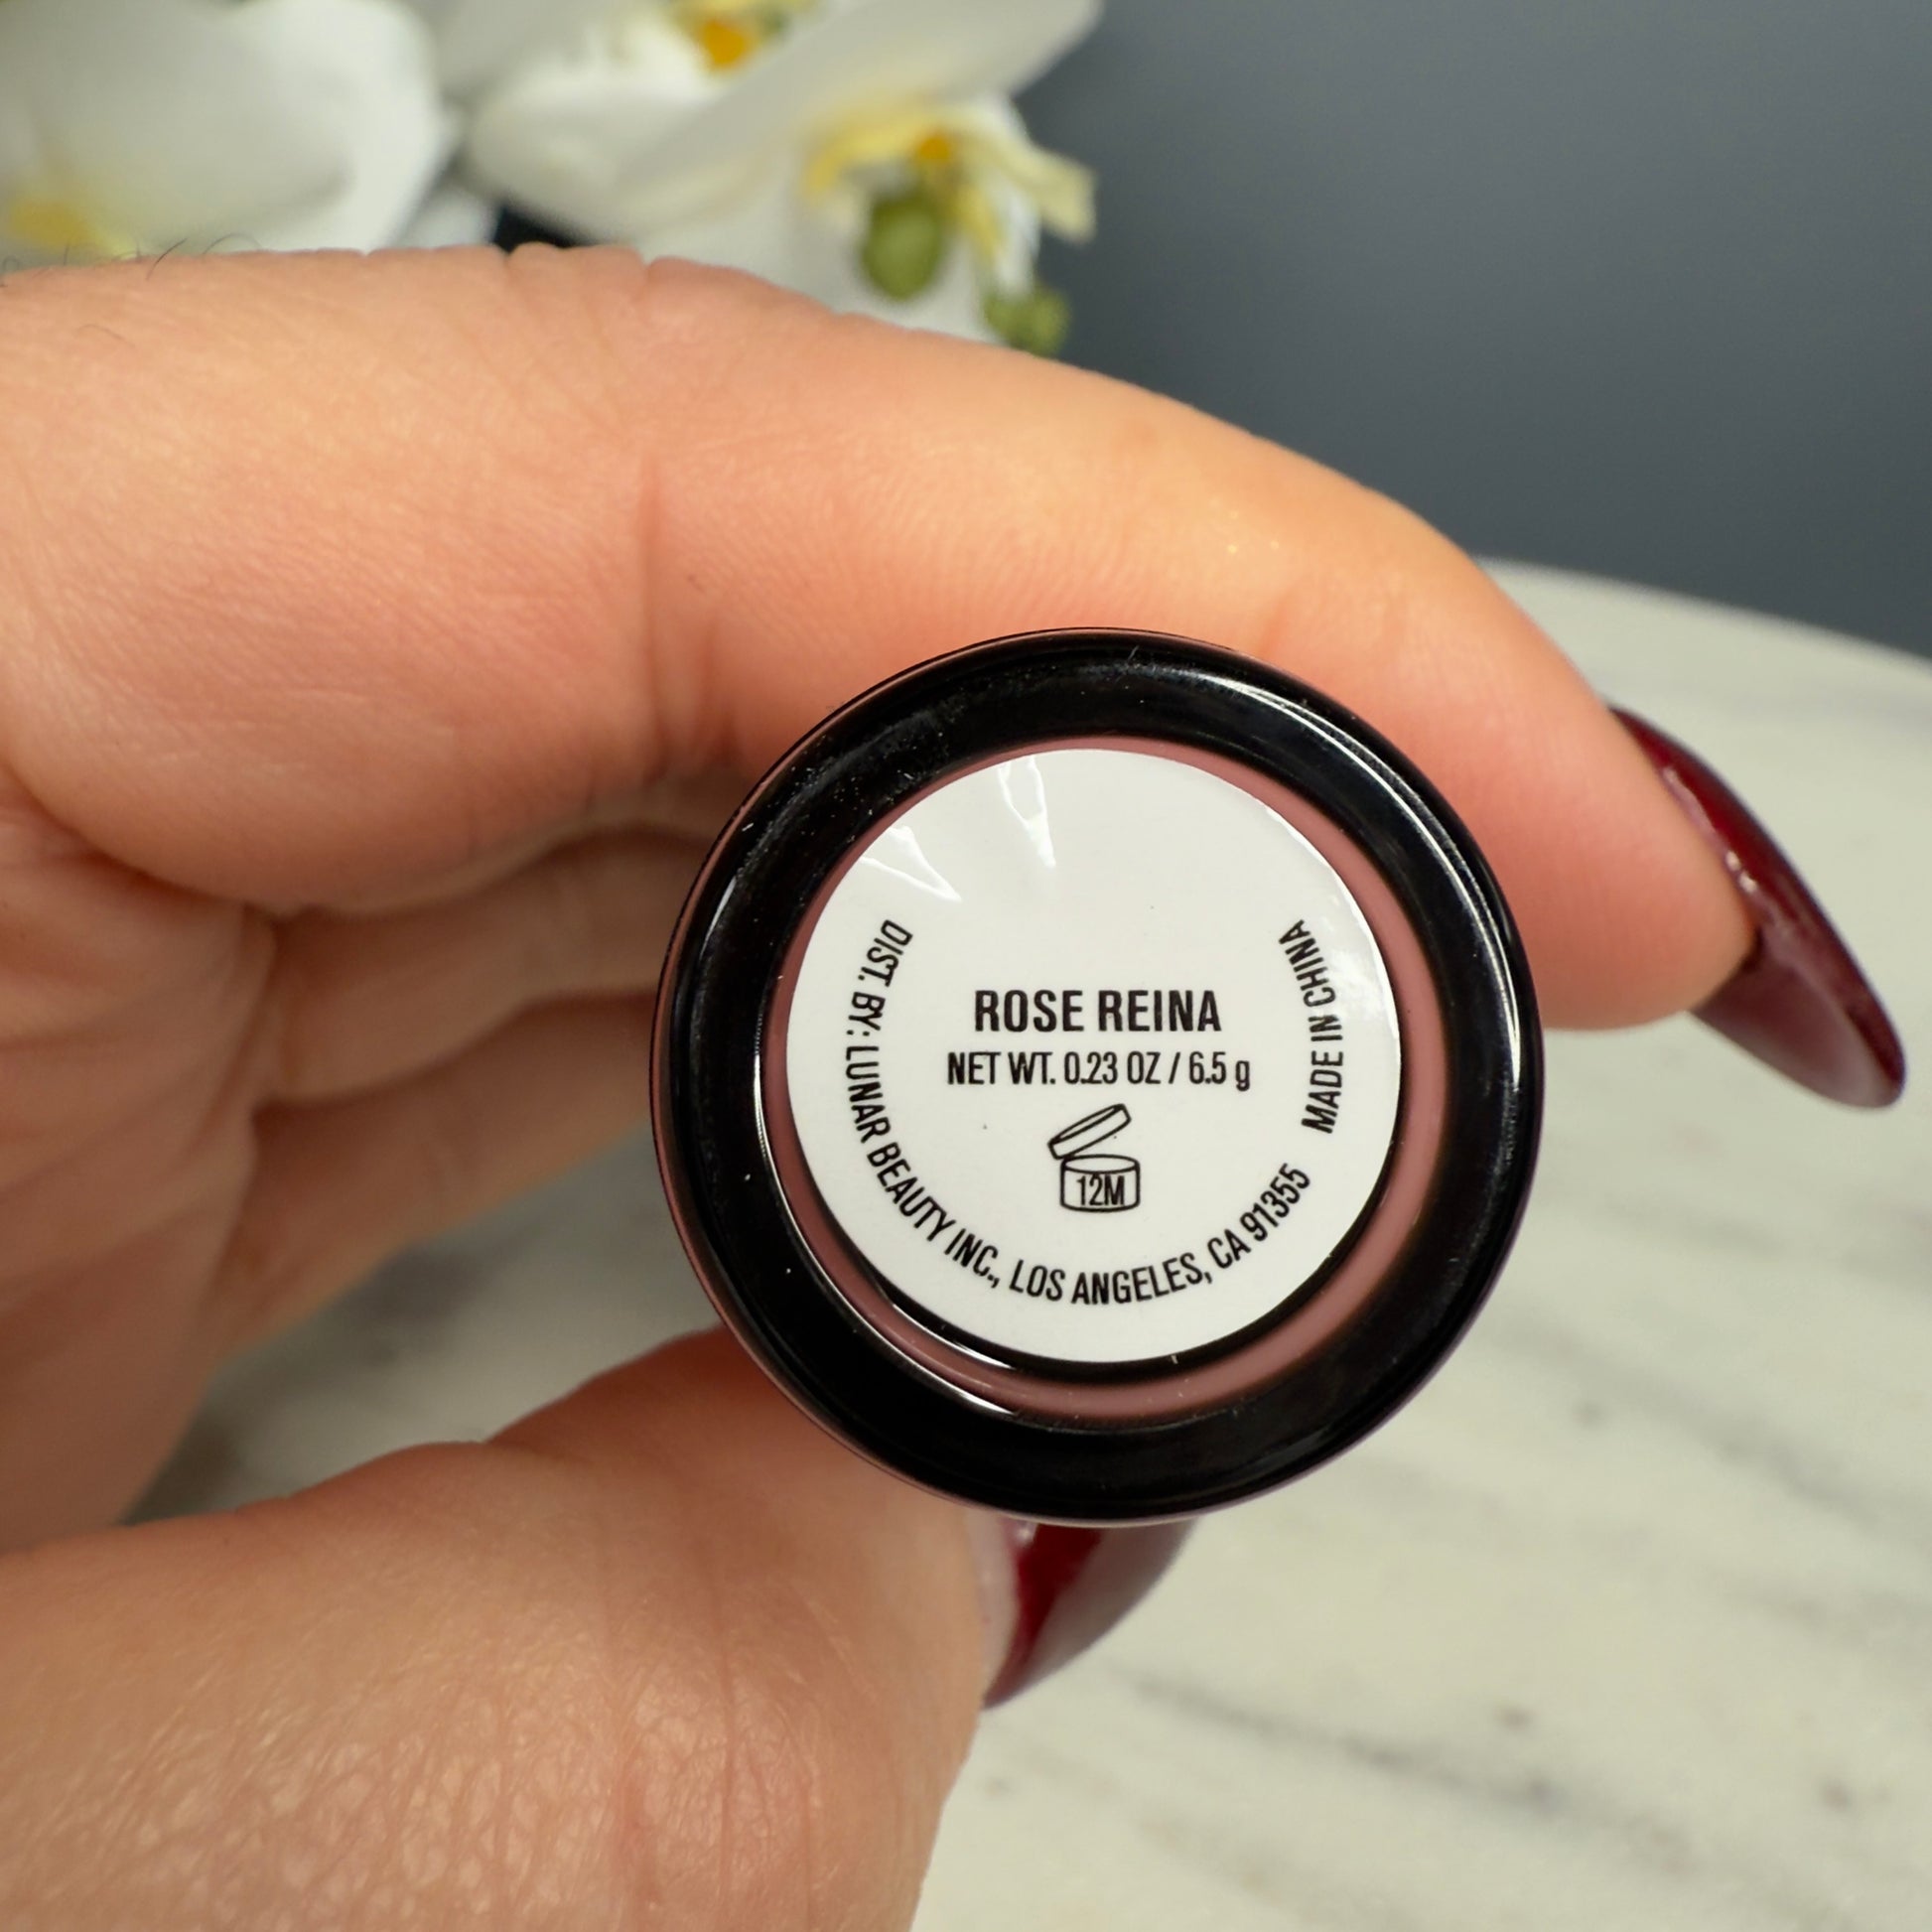 ROSE REINA
NET WT. 0.23 OZ / 6.5 g
12M
DIST. BY: LUNAR BEAUTY INC., LOS ANGELES, CA 91355
MADE IN CHINA